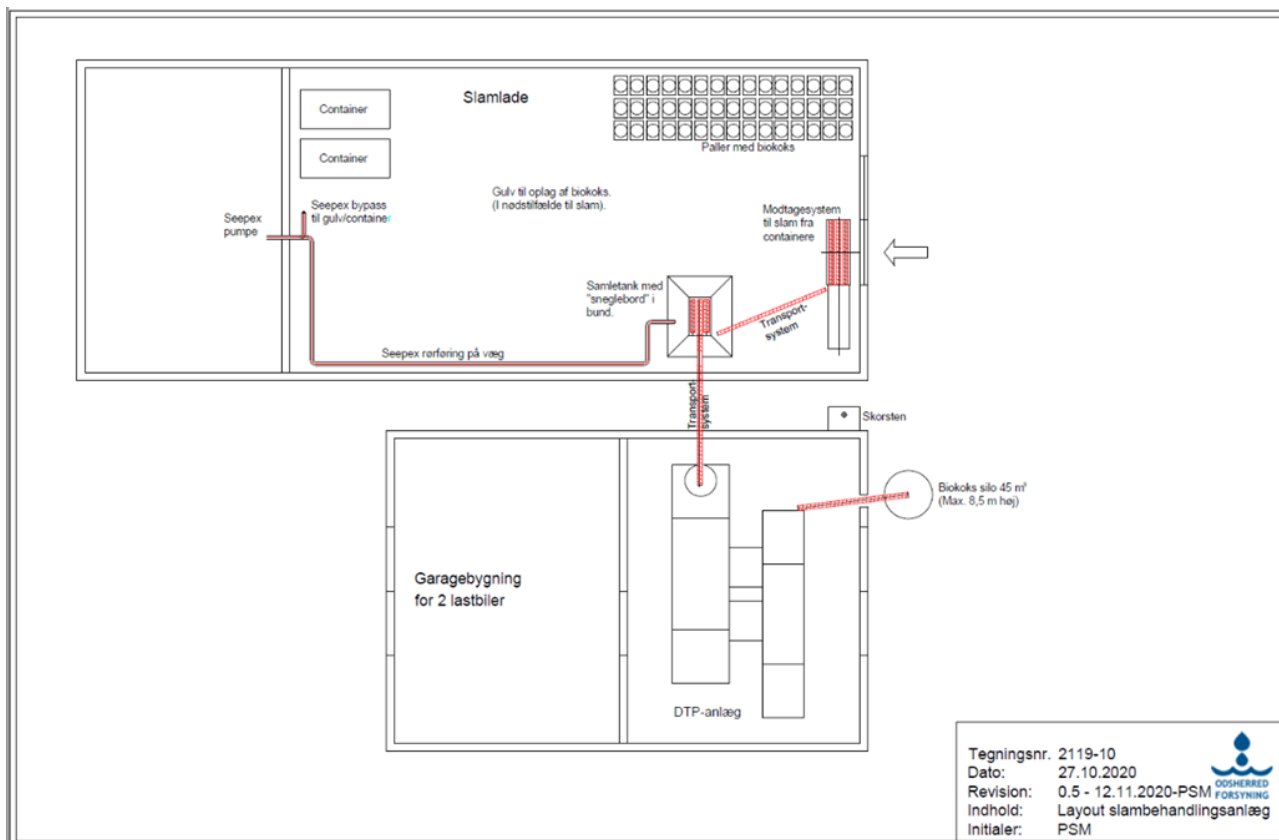 Slamlade
Container
Container
Paller med biokoks
Gulv til oplag af biokoks.
(I nødstilfælde til slam).
Seepex bypass
til gulv/container
Seepex
pumpe
Modtagesystem
til slam fra
containere
Samletank med
"sneglebord" i
bund.
Transport-
system
Seepex rørføring på væg
Transport-
system
Skorsten
Biokoks silo 45 m³
(Max. 8,5 m høj)
Garagebygning
for 2 lastbiler
DTP-anlæg
Tegningsnr. 2119-10
Dato: 27.10.2020
Revision: 0.5 - 12.11.2020-PSM
Indhold: Layout slambehandlingsanlæg
Initialer: PSM
ODSHERRED
FORSYNING